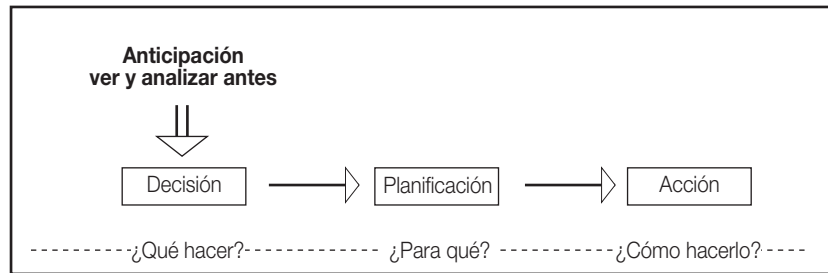 Anticipación
ver y analizar antes
Decisión
Planificación
Acción
¿Qué hacer?
¿Para qué?
¿Cómo hacerlo?